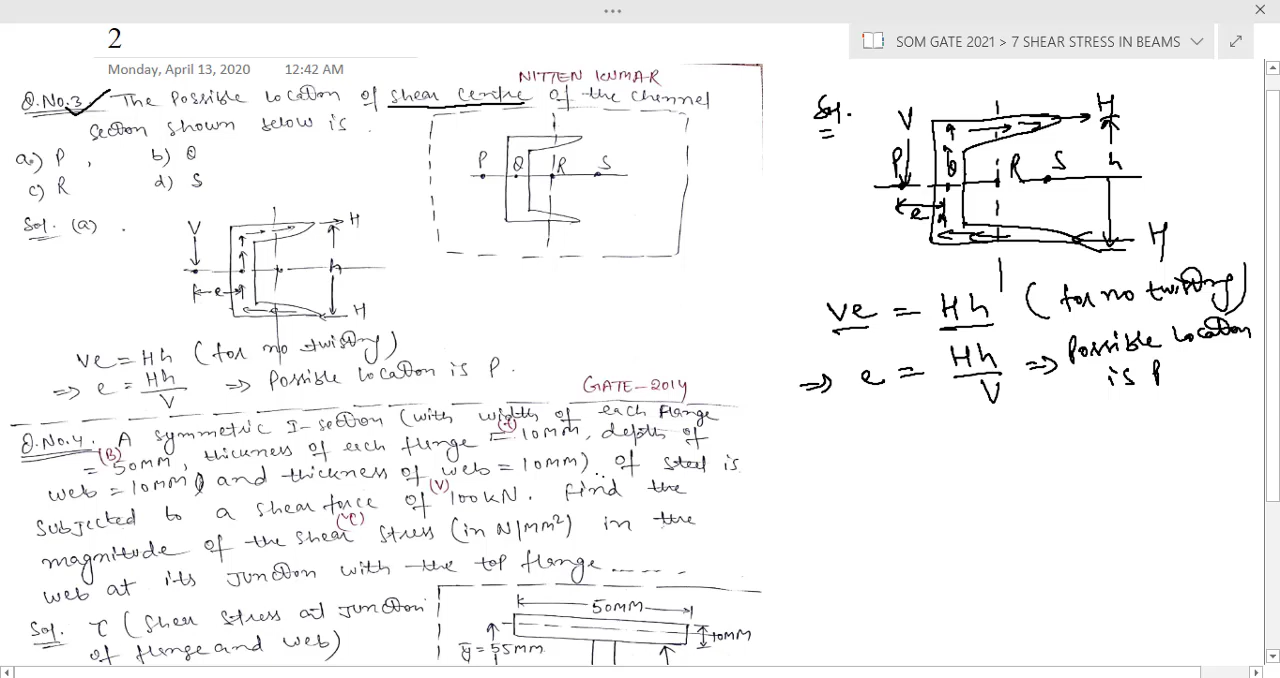 2
Monday, April 13, 2020 12:42 AM
SOM GATE 2021 > 7 SHEAR STRESS IN BEAMS
NITTEN KUMAR
Q.No.3 The Possible Location of shear centre of the channel
section shown below is.
a.) P, b) Q
c) R d) S
P Q R S
Sol. (a).
V H
h
e
H
Ve = Hh (for no twisting)
=> e = Hh/V => Possible location is P.
GATE-2014
Q.No.4. A symmetric I-section (with width of each flange
(B) = 50mm, thickness of each flange (t) = 10mm, depth of
web = 10mm, and thickness of web = 10mm) of steel is
subjected to a shear force of (V) 100kN. Find the
magnitude of the shear (τ) stress (in N/mm²) in the
web at its junction with the top flange ......
Sol. τ (shear stress at junction
of flange and web)
50mm
10mm
ȳ = 55mm
Sol.
V H
P Q R S h
e
H
Ve = Hh (for no twisting)
=> e = Hh/V => Possible location
is P